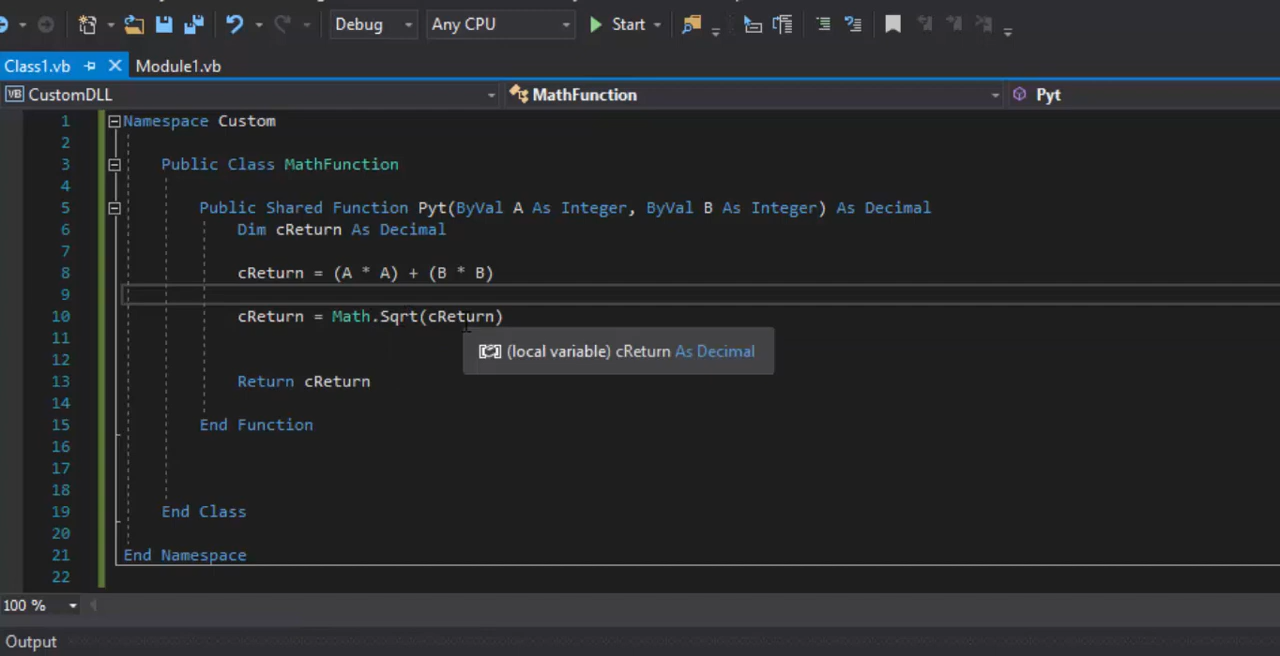 Debug Any CPU Start
Class1.vb Module1.vb
VB CustomDLL MathFunction Pyt
1 Namespace Custom
2
3 Public Class MathFunction
4
5 Public Shared Function Pyt(ByVal A As Integer, ByVal B As Integer) As Decimal
6 Dim cReturn As Decimal
7
8 cReturn = (A * A) + (B * B)
9
10 cReturn = Math.Sqrt(cReturn)
11
(local variable) cReturn As Decimal
12
13 Return cReturn
14
15 End Function
16
17
18
19 End Class
20
21 End Namespace
22
100 %
Output